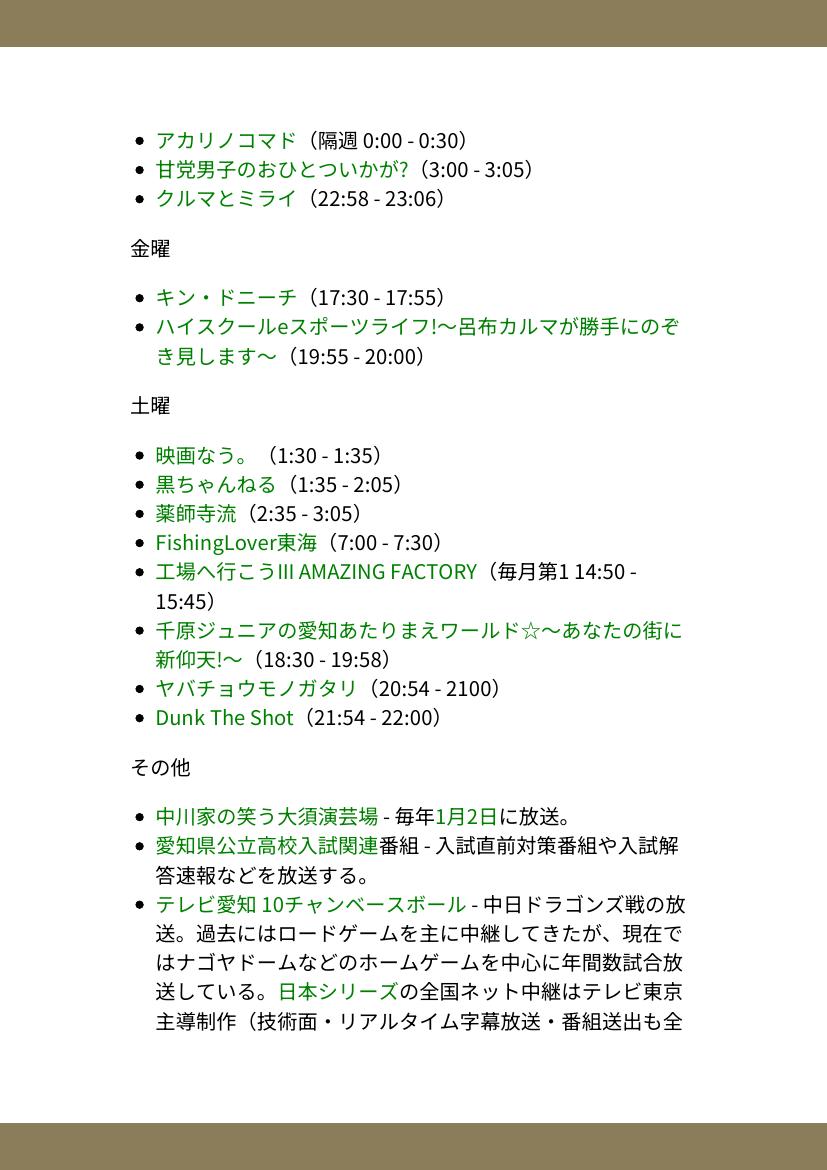 • アカリノコマド（隔週 0:00 - 0:30）
• 甘党男子のおひとついかが?（3:00 - 3:05）
• クルマとミライ（22:58 - 23:06）
金曜
• キン・ドニーチ（17:30 - 17:55）
• ハイスクールeスポーツライフ!〜呂布カルマが勝手にのぞ
き見します〜（19:55 - 20:00）
土曜
• 映画なう。（1:30 - 1:35）
• 黒ちゃんねる（1:35 - 2:05）
• 薬師寺流（2:35 - 3:05）
• FishingLover東海（7:00 - 7:30）
• 工場へ行こうIII AMAZING FACTORY（毎月第1 14:50 -
15:45）
• 千原ジュニアの愛知あたりまえワールド☆〜あなたの街に
新仰天!〜（18:30 - 19:58）
• ヤバチョウモノガタリ（20:54 - 2100）
• Dunk The Shot（21:54 - 22:00）
その他
• 中川家の笑う大須演芸場 - 毎年1月2日に放送。
• 愛知県公立高校入試関連番組 - 入試直前対策番組や入試解
答速報などを放送する。
• テレビ愛知 10チャンベースボール - 中日ドラゴンズ戦の放
送。過去にはロードゲームを主に中継してきたが、現在で
はナゴヤドームなどのホームゲームを中心に年間数試合放
送している。日本シリーズの全国ネット中継はテレビ東京
主導制作（技術面・リアルタイム字幕放送・番組送出も全